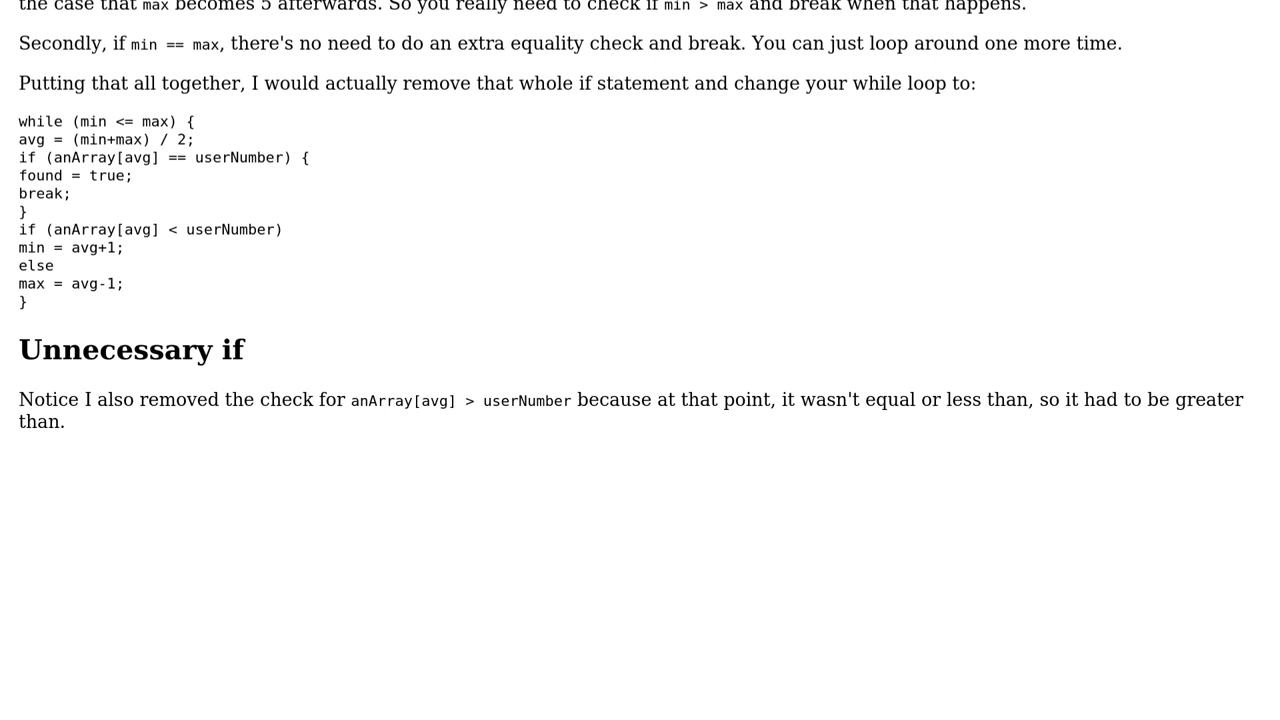 the case that max becomes 5 afterwards. So you really need to check if min > max and break when that happens.
Secondly, if min == max, there's no need to do an extra equality check and break. You can just loop around one more time.
Putting that all together, I would actually remove that whole if statement and change your while loop to:
while (min <= max) {
avg = (min+max) / 2;
if (anArray[avg] == userNumber) {
found = true;
break;
}
if (anArray[avg] < userNumber)
min = avg+1;
else
max = avg-1;
}
Unnecessary if
Notice I also removed the check for anArray[avg] > userNumber because at that point, it wasn't equal or less than, so it had to be greater
than.